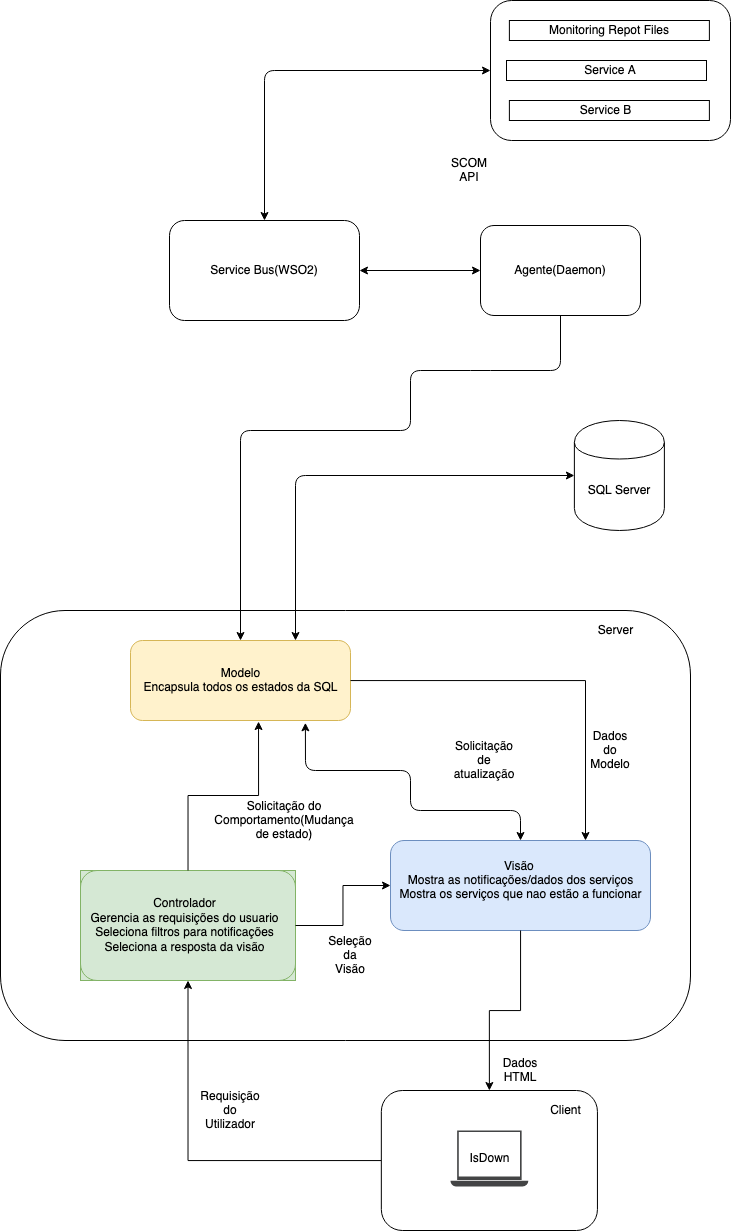 Monitoring Repot Files
Service A
Service B
SCOM
API
Service Bus(WSO2)
Agente(Daemon)
SQL Server
Server
Modelo
Encapsula todos os estados da SQL
Dados
do
Modelo
Solicitação
de
atualização
Solicitação do
Comportamento(Mudança
de estado)
Visão
Mostra as notificações/dados dos serviços
Mostra os serviços que nao estão a funcionar
Controlador
Gerencia as requisições do usuario
Seleciona filtros para notificações
Seleciona a resposta da visão
Seleção
da
Visão
Dados
HTML
Requisição
do
Utilizador
Client
IsDown